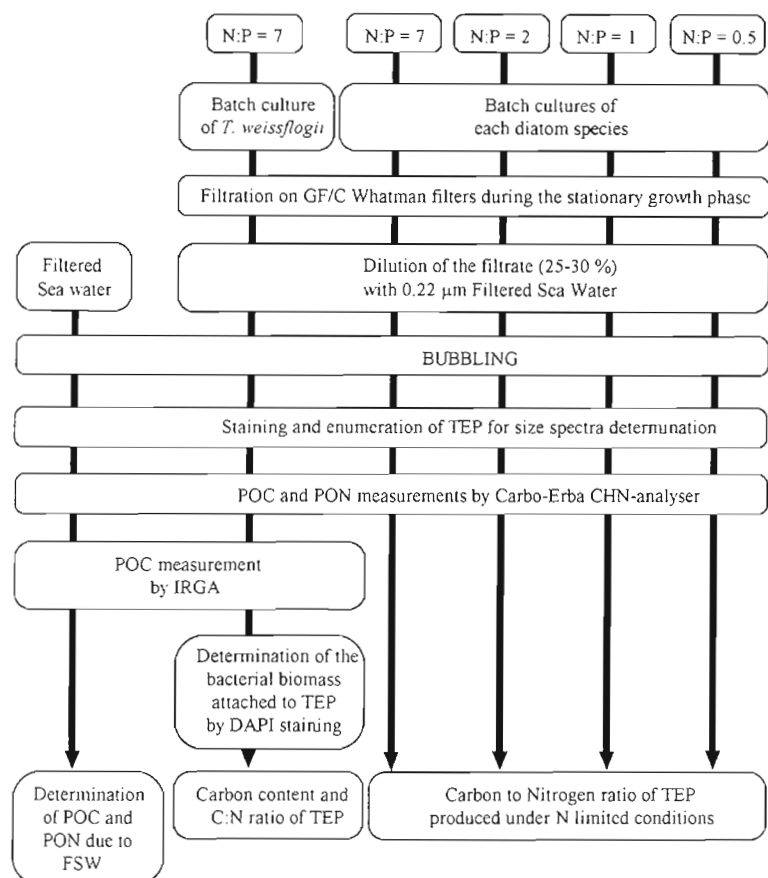 N:P = 7
N:P = 7
N:P = 2
N:P = 1
N:P = 0.5
Batch culture
of T. weissflogii
Batch cultures of
each diatom species
Filtration on GF/C Whatman filters during the stationary growth phase
Filtered
Sea water
Dilution of the filtrate (25-30 %)
with 0.22 µm Filtered Sea Water
BUBBLING
Staining and enumeration of TEP for size spectra determination
POC and PON measurements by Carbo-Erba CHN-analyser
POC measurement
by IRGA
Determination of the
bacterial biomass
attached to TEP
by DAPI staining
Determination
of POC and
PON due to
FSW
Carbon content and
C:N ratio of TEP
Carbon to Nitrogen ratio of TEP
produced under N limited conditions